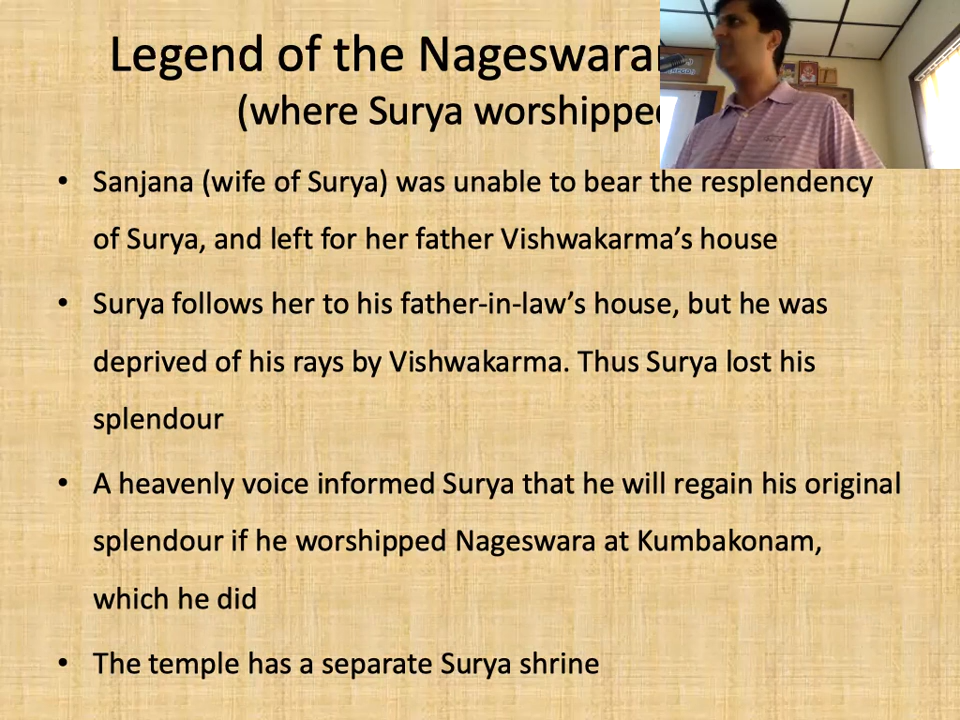 Legend of the Nageswara
(where Surya worshipped
• Sanjana (wife of Surya) was unable to bear the resplendency
of Surya, and left for her father Vishwakarma’s house
• Surya follows her to his father-in-law’s house, but he was
deprived of his rays by Vishwakarma. Thus Surya lost his
splendour
• A heavenly voice informed Surya that he will regain his original
splendour if he worshipped Nageswara at Kumbakonam,
which he did
• The temple has a separate Surya shrine